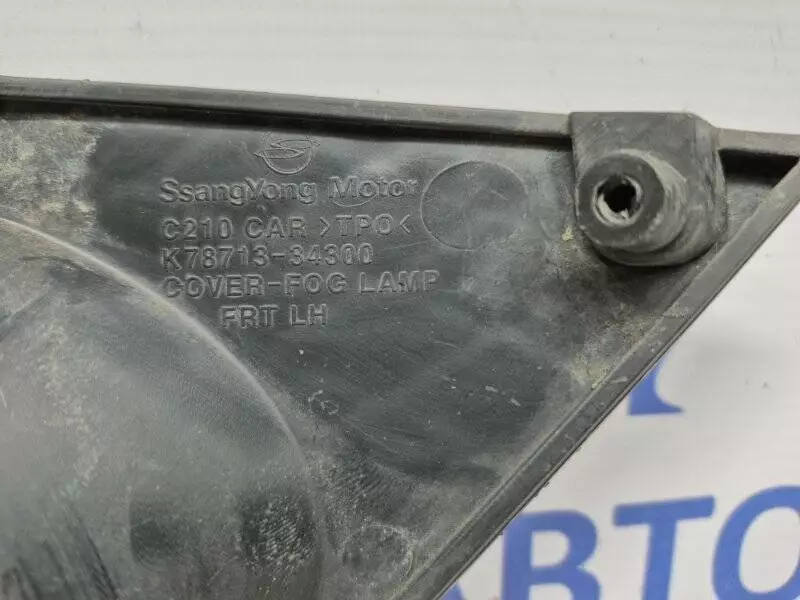 SsangYong Motor
C210 CAR >TPO<
K78713-34300
COVER-FOG LAMP
FRT LH
АВТО